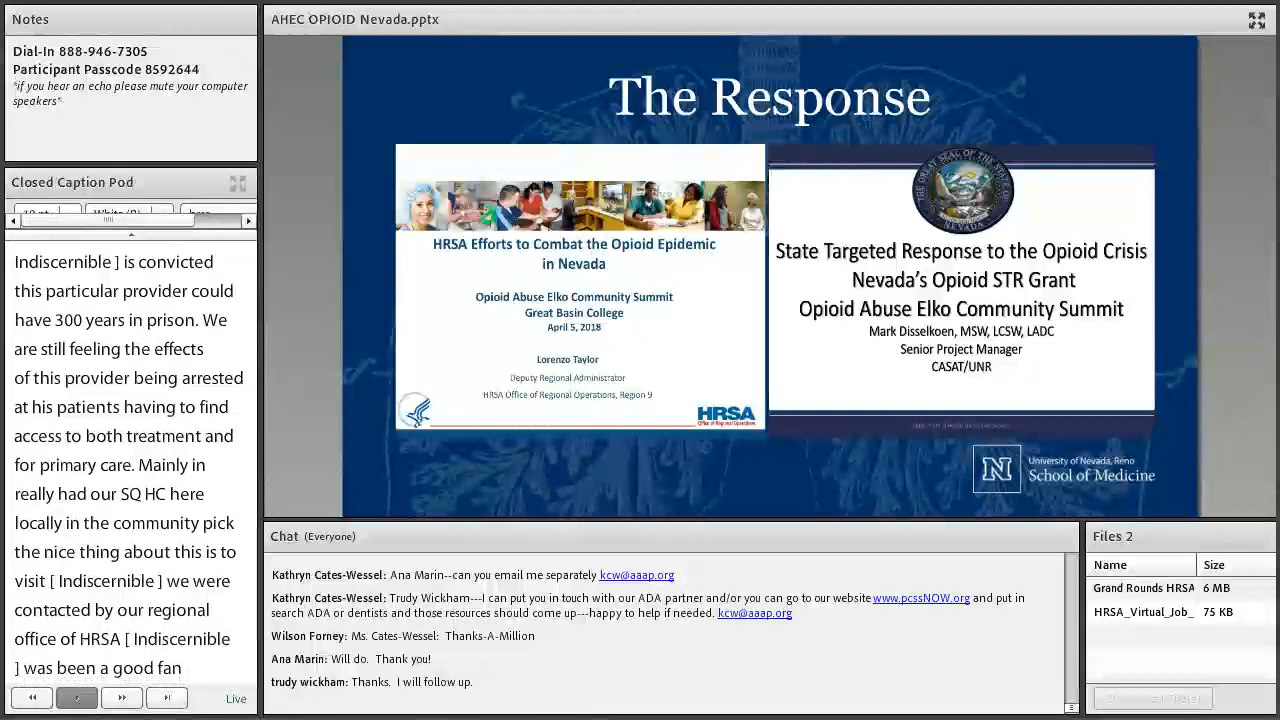 Notes
Dial-In 888-946-7305
Participant Passcode 8592644
*if you hear an echo please mute your computer
speakers*
Closed Caption Pod
Indiscernible ] is convicted
this particular provider could
have 300 years in prison. We
are still feeling the effects
of this provider being arrested
at his patients having to find
access to both treatment and
for primary care. Mainly in
really had our SQ HC here
locally in the community pick
the nice thing about this is to
visit [ Indiscernible ] we were
contacted by our regional
office of HRSA [ Indiscernible
] was been a good fan
Live
AHEC OPIOID Nevada.pptx
The Response
HRSA Efforts to Combat the Opioid Epidemic
in Nevada
Opioid Abuse Elko Community Summit
Great Basin College
April 5, 2018
Lorenzo Taylor
Deputy Regional Administrator
HRSA Office of Regional Operations, Region 9
HRSA
Office of Regional Operations
THE GREAT SEAL OF THE STATE OF NEVADA
State Targeted Response to the Opioid Crisis
Nevada's Opioid STR Grant
Opioid Abuse Elko Community Summit
Mark Disselkoen, MSW, LCSW, LADC
Senior Project Manager
CASAT/UNR
N
University of Nevada, Reno
School of Medicine
Chat (Everyone)
Kathryn Cates-Wessel: Ana Marin--can you email me separately kcw@aaap.org
Kathryn Cates-Wessel: Trudy Wickham---I can put you in touch with our ADA partner and/or you can go to our website www.pcssNOW.org and put in
search ADA or dentists and those resources should come up---happy to help if needed. kcw@aaap.org
Wilson Forney: Ms. Cates-Wessel: Thanks-A-Million
Ana Marin: Will do. Thank you!
trudy wickham: Thanks. I will follow up.
Files 2
Name Size
Grand Rounds HRSA 6 MB
HRSA_Virtual_Job_ 75 KB